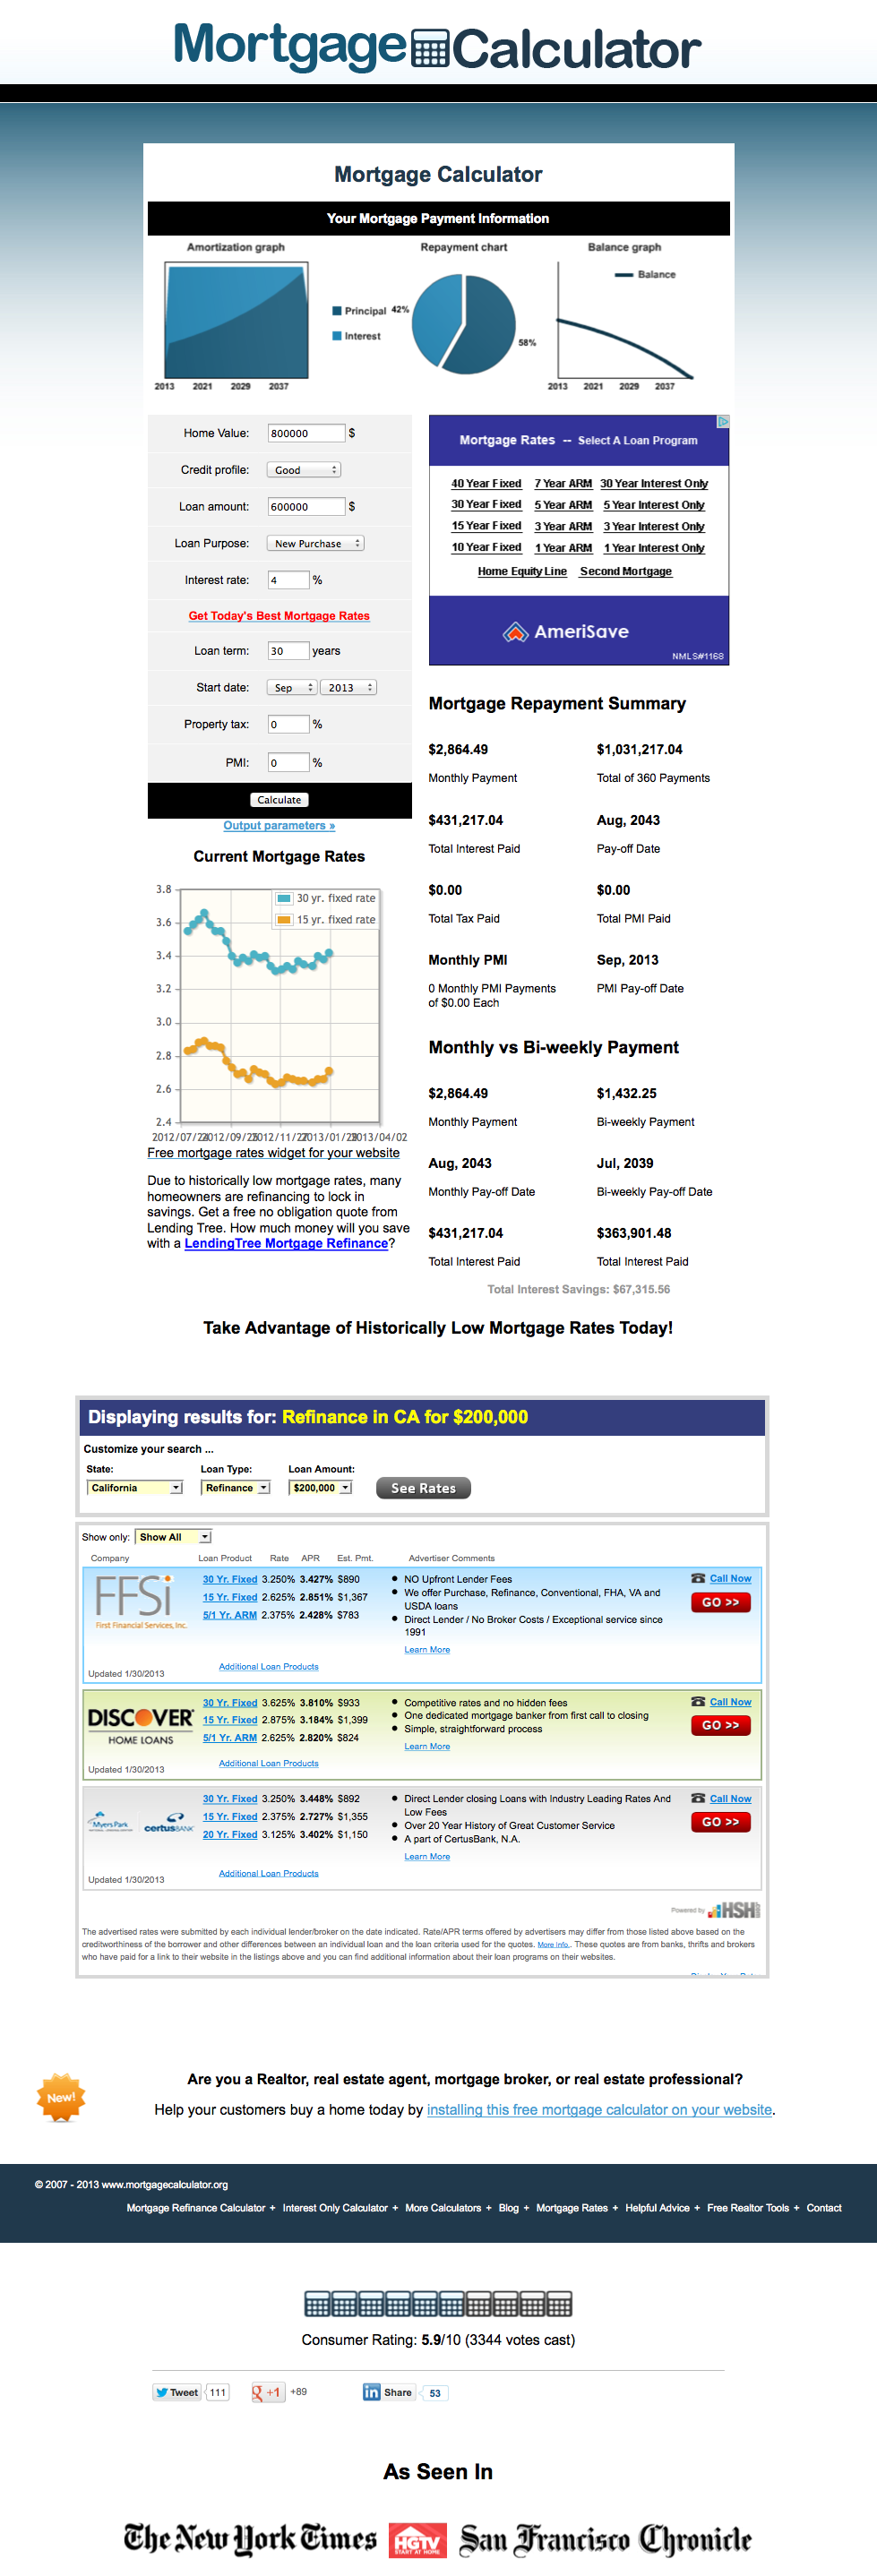 Mortgage Calculator
Mortgage Calculator
Your Mortgage Payment Information
Amortization graph
2013 2021 2029 2037
Repayment chart
Principal 42%
Interest
58%
Balance graph
Balance
2013 2021 2029 2037
Home Value: 800000 $
Credit profile: Good
Loan amount: 600000 $
Loan Purpose: New Purchase
Interest rate: 4 %
Get Today's Best Mortgage Rates
Loan term: 30 years
Start date: Sep 2013
Property tax: 0 %
PMI: 0 %
Calculate
Output parameters »
Current Mortgage Rates
30 yr. fixed rate
15 yr. fixed rate
3.8
3.6
3.4
3.2
3.0
2.8
2.6
2.4
2012/07/24 2012/09/25 2012/11/27 2013/01/29 2013/04/02
Free mortgage rates widget for your website
Due to historically low mortgage rates, many
homeowners are refinancing to lock in
savings. Get a free no obligation quote from
Lending Tree. How much money will you save
with a LendingTree Mortgage Refinance?
Mortgage Rates -- Select A Loan Program
40 Year Fixed 7 Year ARM 30 Year Interest Only
30 Year Fixed 5 Year ARM 5 Year Interest Only
15 Year Fixed 3 Year ARM 3 Year Interest Only
10 Year Fixed 1 Year ARM 1 Year Interest Only
Home Equity Line Second Mortgage
AmeriSave
NMLS#1168
Mortgage Repayment Summary
$2,864.49 $1,031,217.04
Monthly Payment Total of 360 Payments
$431,217.04 Aug, 2043
Total Interest Paid Pay-off Date
$0.00 $0.00
Total Tax Paid Total PMI Paid
Monthly PMI Sep, 2013
0 Monthly PMI Payments PMI Pay-off Date
of $0.00 Each
Monthly vs Bi-weekly Payment
$2,864.49 $1,432.25
Monthly Payment Bi-weekly Payment
Aug, 2043 Jul, 2039
Monthly Pay-off Date Bi-weekly Pay-off Date
$431,217.04 $363,901.48
Total Interest Paid Total Interest Paid
Total Interest Savings: $67,315.56
Take Advantage of Historically Low Mortgage Rates Today!
Displaying results for: Refinance in CA for $200,000
Customize your search ...
State: Loan Type: Loan Amount:
California Refinance $200,000 See Rates
Show only: Show All
Company Loan Product Rate APR Est. Pmt. Advertiser Comments
FFSi
First Financial Services, Inc.
30 Yr. Fixed 3.250% 3.427% $890
15 Yr. Fixed 2.625% 2.851% $1,367
5/1 Yr. ARM 2.375% 2.428% $783
NO Upfront Lender Fees
We offer Purchase, Refinance, Conventional, FHA, VA and
USDA loans
Direct Lender / No Broker Costs / Exceptional service since
1991
Learn More
Call Now
GO >>
Additional Loan Products
Updated 1/30/2013
DISCOVER
HOME LOANS
30 Yr. Fixed 3.625% 3.810% $933
15 Yr. Fixed 2.875% 3.184% $1,399
5/1 Yr. ARM 2.625% 2.820% $824
Competitive rates and no hidden fees
One dedicated mortgage banker from first call to closing
Simple, straightforward process
Learn More
Call Now
GO >>
Additional Loan Products
Updated 1/30/2013
Myers Park
certusBANK
30 Yr. Fixed 3.250% 3.448% $892
15 Yr. Fixed 2.375% 2.727% $1,355
20 Yr. Fixed 3.125% 3.402% $1,150
Direct Lender closing Loans with Industry Leading Rates And
Low Fees
Over 20 Year History of Great Customer Service
A part of CertusBank, N.A.
Learn More
Call Now
GO >>
Additional Loan Products
Updated 1/30/2013
Powered by HSH
The advertised rates were submitted by each individual lender/broker on the date indicated. Rate/APR terms offered by advertisers may differ from those listed above based on the
creditworthiness of the borrower and other differences between an individual loan and the loan criteria used for the quotes. More Info.. These quotes are from banks, thrifts and brokers
who have paid for a link to their website in the listings above and you can find additional information about their loan programs on their websites.
New!
Are you a Realtor, real estate agent, mortgage broker, or real estate professional?
Help your customers buy a home today by installing this free mortgage calculator on your website.
© 2007 - 2013 www.mortgagecalculator.org
Mortgage Refinance Calculator + Interest Only Calculator + More Calculators + Blog + Mortgage Rates + Helpful Advice + Free Realtor Tools + Contact
Consumer Rating: 5.9/10 (3344 votes cast)
Tweet 111 g +1 +89 in Share 53
As Seen In
The New York Times HGTV San Francisco Chronicle
START AT HOME